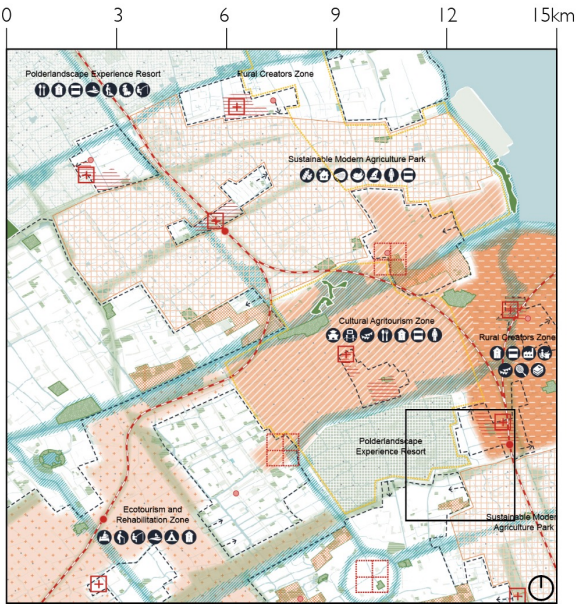 0 3 6 9 12 15km
Polderlandscape Experience Resort
Rural Creators Zone
Sustainable Modern Agriculture Park
Cultural Agritourism Zone
Rural Creators Zone
Polderlandscape
Experience Resort
Ecotourism and
Rehabilitation Zone
Sustainable Moder
Agriculture Park